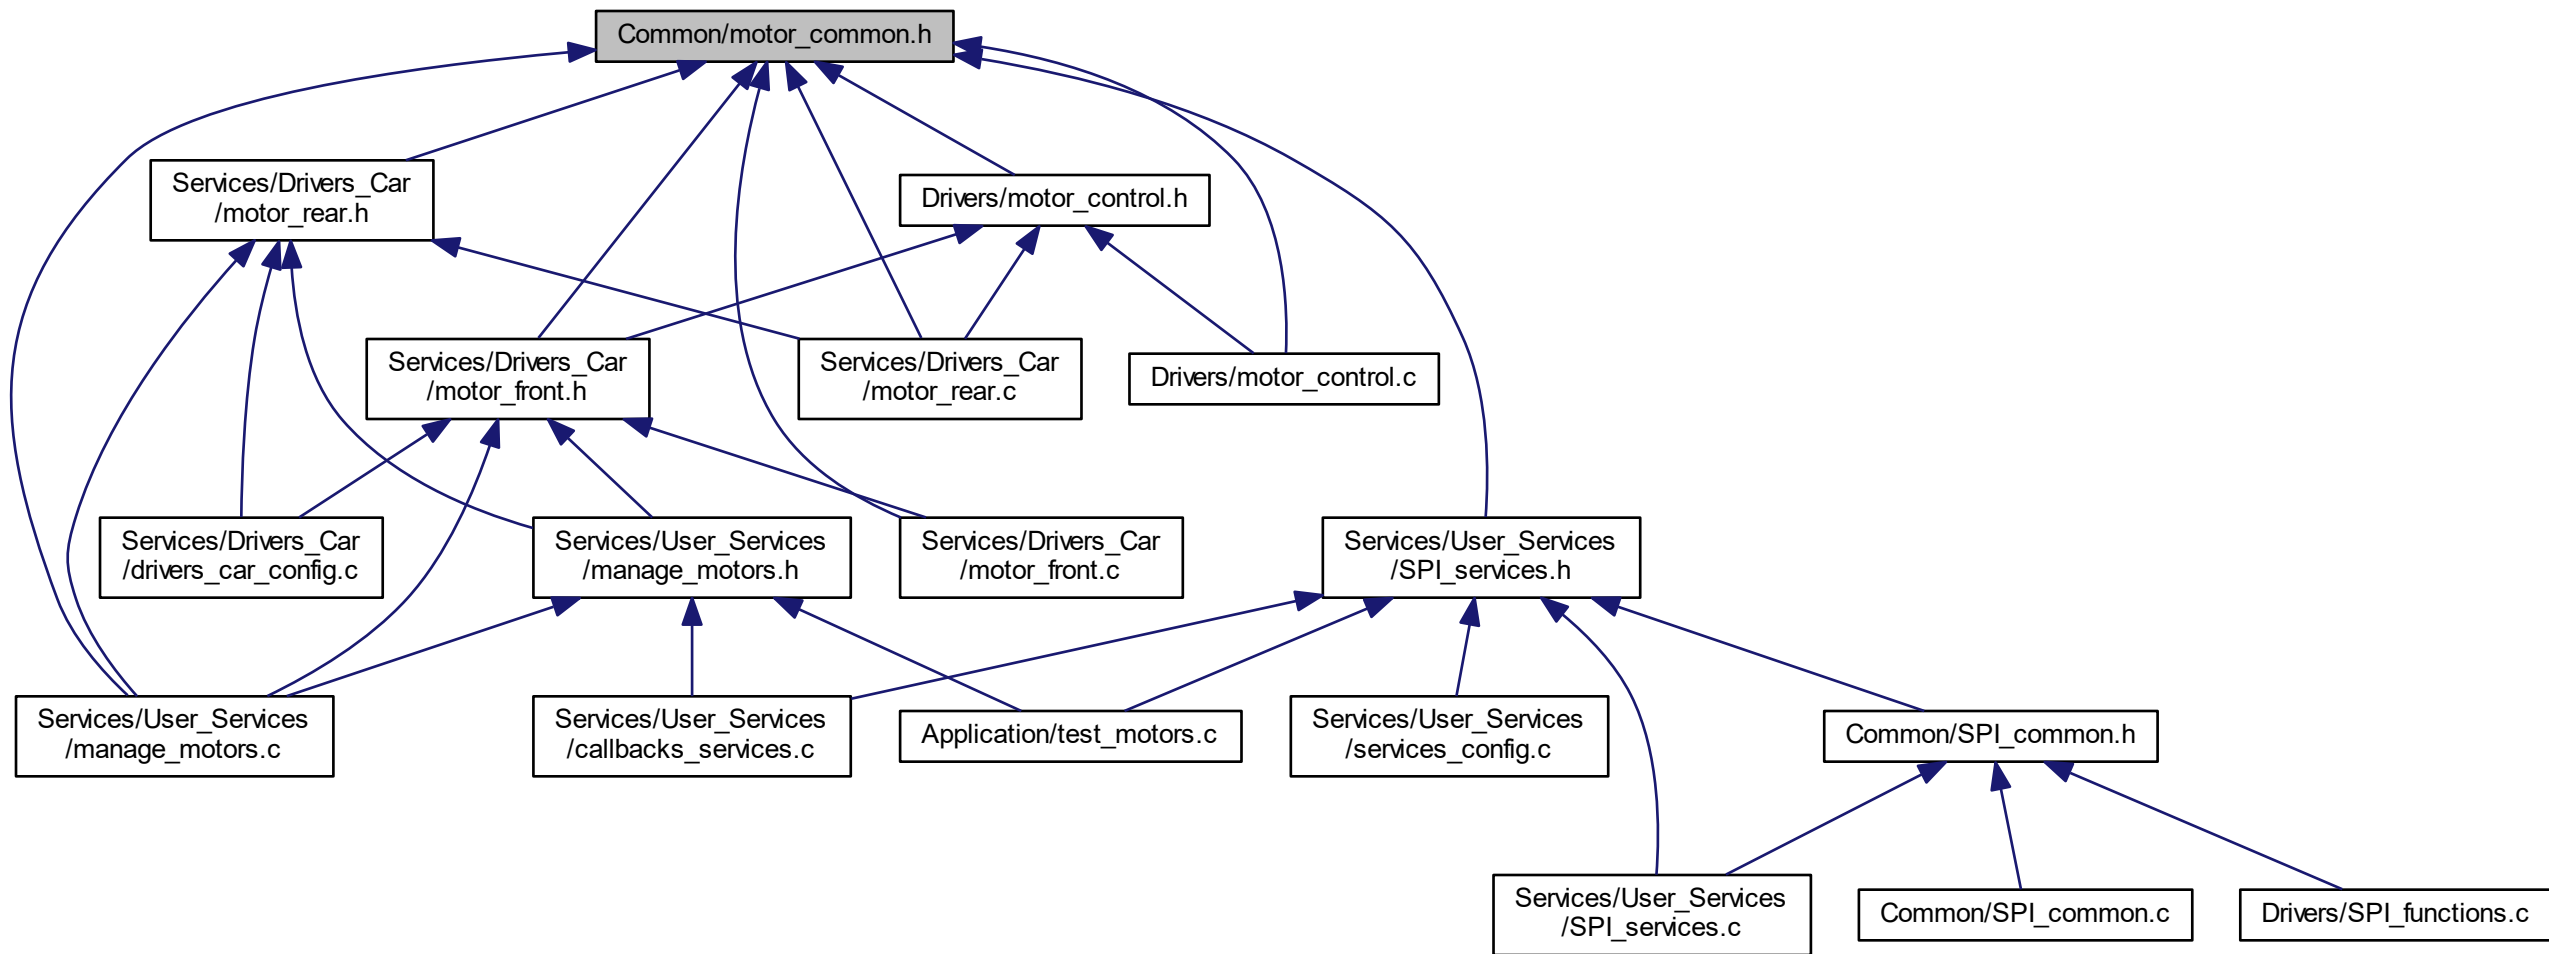 Common/motor_common.h
Services/Drivers_Car
/motor_rear.h
Drivers/motor_control.h
Services/Drivers_Car
/motor_front.h
Services/Drivers_Car
/motor_rear.c
Drivers/motor_control.c
Services/Drivers_Car
/drivers_car_config.c
Services/User_Services
/manage_motors.h
Services/Drivers_Car
/motor_front.c
Services/User_Services
/SPI_services.h
Services/User_Services
/manage_motors.c
Services/User_Services
/callbacks_services.c
Application/test_motors.c
Services/User_Services
/services_config.c
Common/SPI_common.h
Services/User_Services
/SPI_services.c
Common/SPI_common.c
Drivers/SPI_functions.c